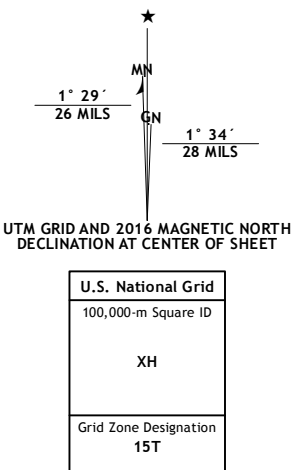 ★
MN
1° 29´
26 MILS
GN
1° 34´
28 MILS
UTM GRID AND 2016 MAGNETIC NORTH
DECLINATION AT CENTER OF SHEET
U.S. National Grid
100,000-m Square ID
XH
Grid Zone Designation
15T